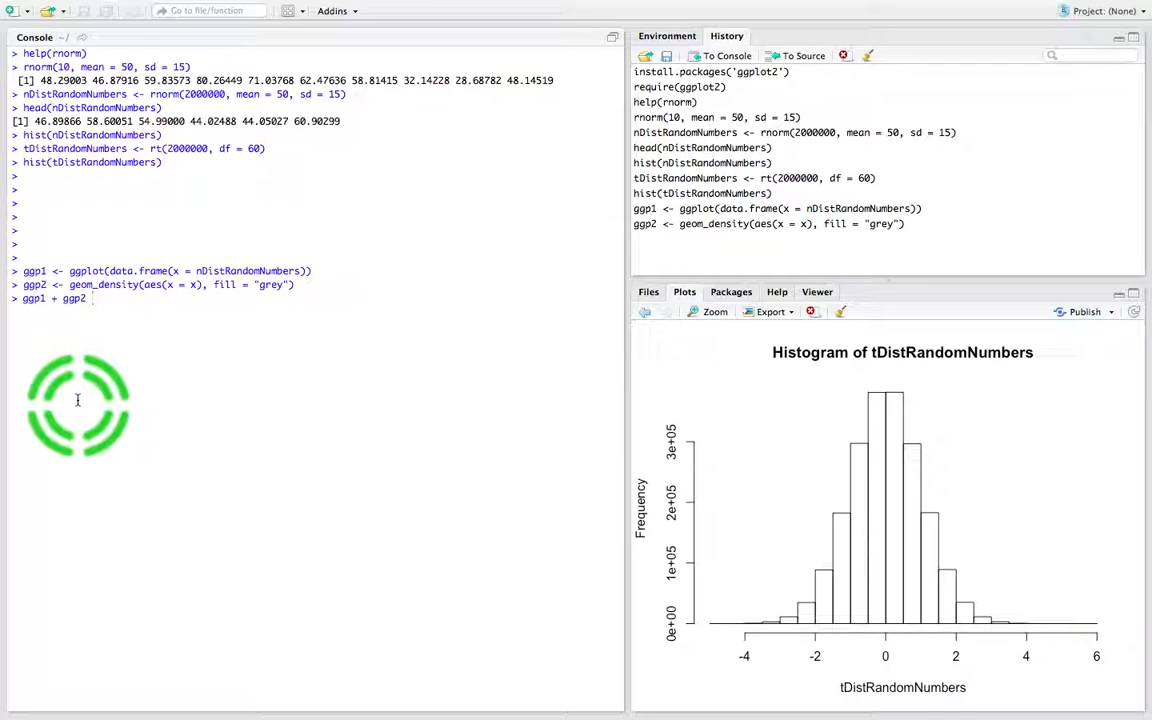 Go to file/function
Addins
Project: (None)
Console ~/
> help(rnorm)
> rnorm(10, mean = 50, sd = 15)
[1] 48.29003 46.87916 59.83573 80.26449 71.03768 62.47636 58.81415 32.14228 28.68782 48.14519
> nDistRandomNumbers <- rnorm(2000000, mean = 50, sd = 15)
> head(nDistRandomNumbers)
[1] 46.89866 58.60051 54.99000 44.02488 44.05027 60.90299
> hist(nDistRandomNumbers)
> tDistRandomNumbers <- rt(2000000, df = 60)
> hist(tDistRandomNumbers)
>
>
>
>
>
>
>
> ggp1 <- ggplot(data.frame(x = nDistRandomNumbers))
> ggp2 <- geom_density(aes(x = x), fill = "grey")
> ggp1 + ggp2
Environment History
To Console To Source
install.packages('ggplot2')
require(ggplot2)
help(rnorm)
rnorm(10, mean = 50, sd = 15)
nDistRandomNumbers <- rnorm(2000000, mean = 50, sd = 15)
head(nDistRandomNumbers)
hist(nDistRandomNumbers)
tDistRandomNumbers <- rt(2000000, df = 60)
hist(tDistRandomNumbers)
ggp1 <- ggplot(data.frame(x = nDistRandomNumbers))
ggp2 <- geom_density(aes(x = x), fill = "grey")
Files Plots Packages Help Viewer
Zoom Export Publish
Histogram of tDistRandomNumbers
Frequency
3e+05
2e+05
1e+05
0e+00
-4 -2 0 2 4 6
tDistRandomNumbers